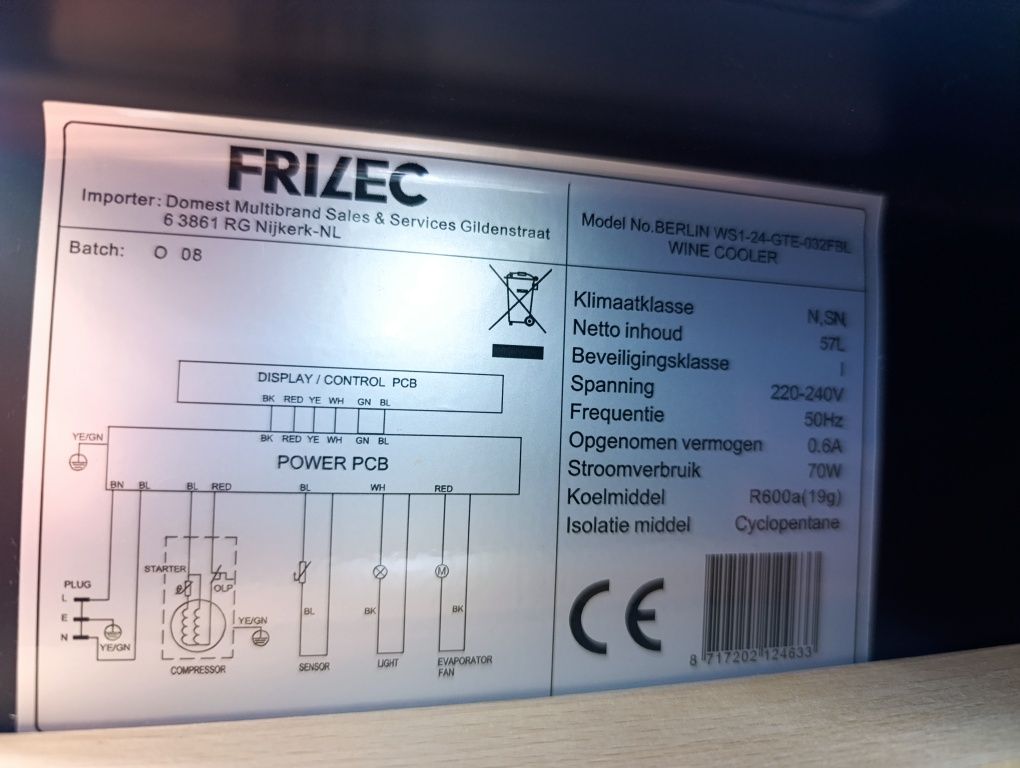 FRILEC
Importer: Domest Multibrand Sales & Services Gildenstraat
6 3861 RG Nijkerk-NL
Model No.BERLIN WS1-24-GTE-032FBL
WINE COOLER
Batch: O 08
Klimaatklasse N,SN
Netto inhoud 57L
Beveiligingsklasse I
Spanning 220-240V
Frequentie 50Hz
Opgenomen vermogen 0.6A
Stroomverbruik 70W
Koelmiddel R600a(19g)
Isolatie middel Cyclopentane
DISPLAY / CONTROL PCB
BK RED YE WH GN BL
BK RED YE WH GN BL
YE/GN
POWER PCB
BN BL BL RED BL WH RED
STARTER
OLP
PLUG
L
E
N
YE/GN
YE/GN
BL
BK
M
BK
COMPRESSOR
SENSOR
LIGHT
EVAPORATOR
FAN
CE
8 717202 124633